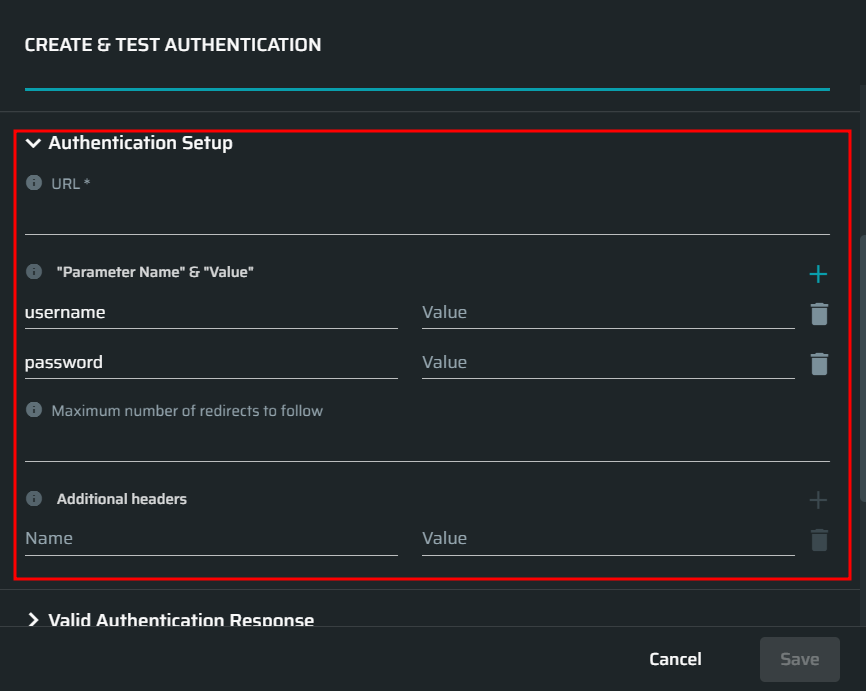 CREATE & TEST AUTHENTICATION
Authentication Setup
URL *
"Parameter Name" & "Value"
username Value
password Value
Maximum number of redirects to follow
Additional headers
Name Value
Valid Authentication Response
Cancel Save